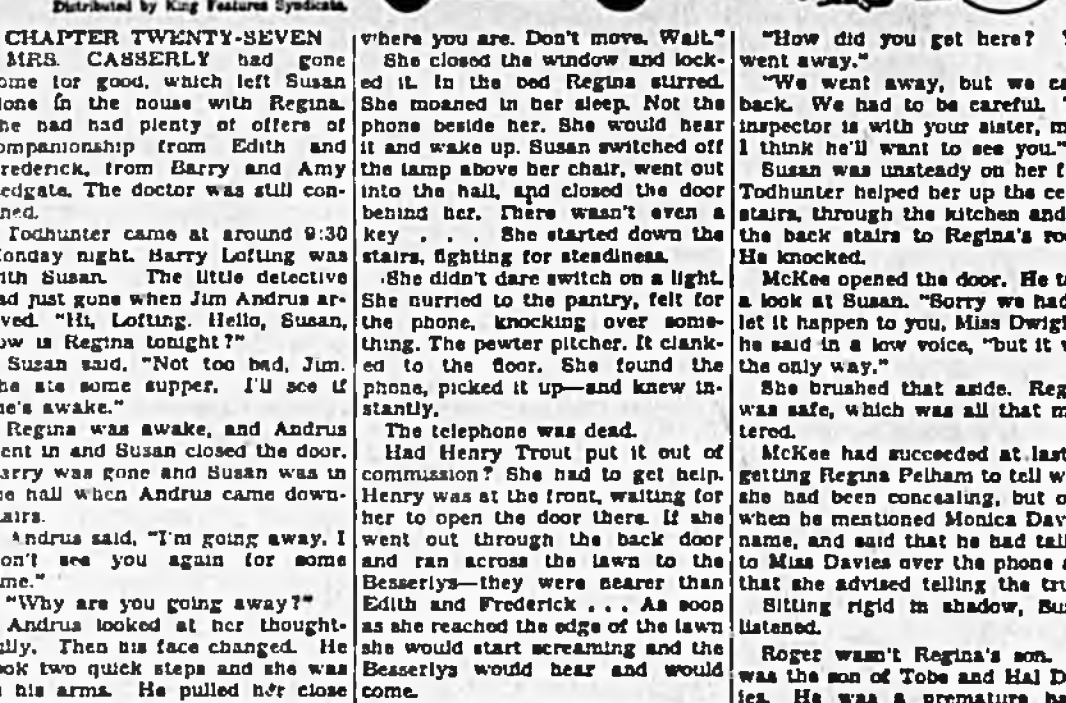 Distributed by King Features Syndicate.
CHAPTER TWENTY-SEVEN
MRS. CASSERLY had gone
ome for good, which left Susan
lone in the house with Regina.
he had had plenty of offers of
ompanionship from Edith and
rederick, from Barry and Amy
edgate. The doctor was still con-
ned.
Todhunter came at around 9:30
onday night. Barry Lofting was
ith Susan. The little detective
ad just gone when Jim Andrus ar-
ved. "Hi, Lofting. Hello, Susan,
ow is Regina tonight?"
Susan said, "Not too bad, Jim.
he ate some supper. I'll see if
he's awake."
Regina was awake, and Andrus
ent in and Susan closed the door.
arry was gone and Susan was in
he hall when Andrus came down-
airs.
Andrus said, "I'm going away. I
on't see you again for some
me."
"Why are you going away?"
Andrus looked at her thought-
ully. Then his face changed. He
ook two quick steps and she was
his arms. He pulled her close
where you are. Don't move. Wait."
She closed the window and lock-
ed it. In the bed Regina stirred.
She moaned in her sleep. Not the
phone beside her. She would hear
it and wake up. Susan switched off
the lamp above her chair, went out
into the hall, and closed the door
behind her. There wasn't even a
key . . . She started down the
stairs, fighting for steadiness.
She didn't dare switch on a light.
She hurried to the pantry, felt for
the phone, knocking over some-
thing. The pewter pitcher. It clank-
ed to the floor. She found the
phone, picked it up—and knew in-
stantly.
The telephone was dead.
Had Henry Trout put it out of
commission? She had to get help.
Henry was at the front, waiting for
her to open the door there. If she
went out through the back door
and ran across the lawn to the
Besserlys—they were nearer than
Edith and Frederick . . . As soon
as she reached the edge of the lawn
she would start screaming and the
Besserlys would hear and would
come.
"How did you get here?
went away."
"We went away, but we ca
back. We had to be careful.
inspector is with your sister, m
I think he'll want to see you."
Susan was unsteady on her f
Todhunter helped her up the ce
stairs, through the kitchen and
the back stairs to Regina's ro
He knocked.
McKee opened the door. He t
a look at Susan. "Sorry we had
let it happen to you, Miss Dwigh
he said in a low voice, "but it w
the only way."
She brushed that aside. Reg
was safe, which was all that m
tered.
McKee had succeeded at last
getting Regina Pelham to tell w
she had been concealing, but o
when he mentioned Monica Dav
name, and said that he had tal
to Miss Davies over the phone a
that she advised telling the tru
Sitting rigid in shadow, Sus
listened.
Roger wasn't Regina's son.
was the son of Tobe and Hal D
ies. He was a premature ba